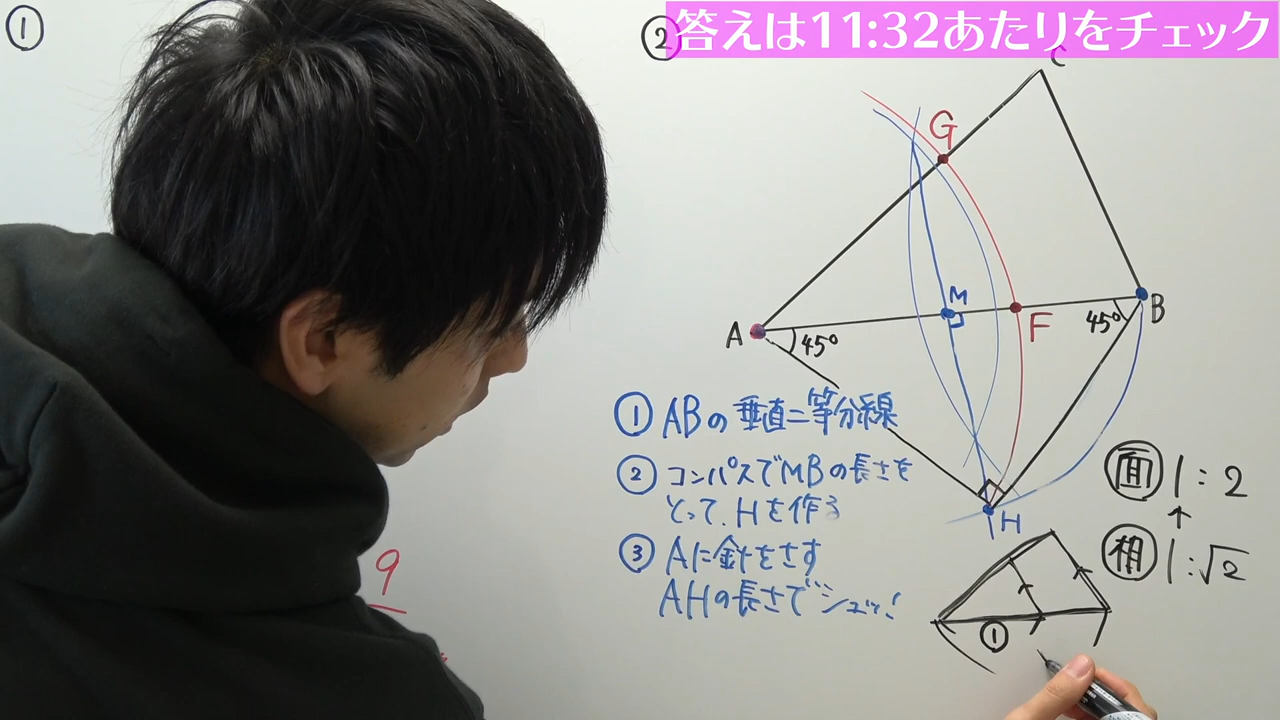 ①
②
答えは11:32あたりをチェック
C
G
M
B
A
45°
45°
F
① ABの垂直二等分線
② コンパスでMBの長さを
とって、Hを作る
③ Aに針をさす
AHの長さでシュッ!
H
面 1:2
↑
相 1:√2
①
9